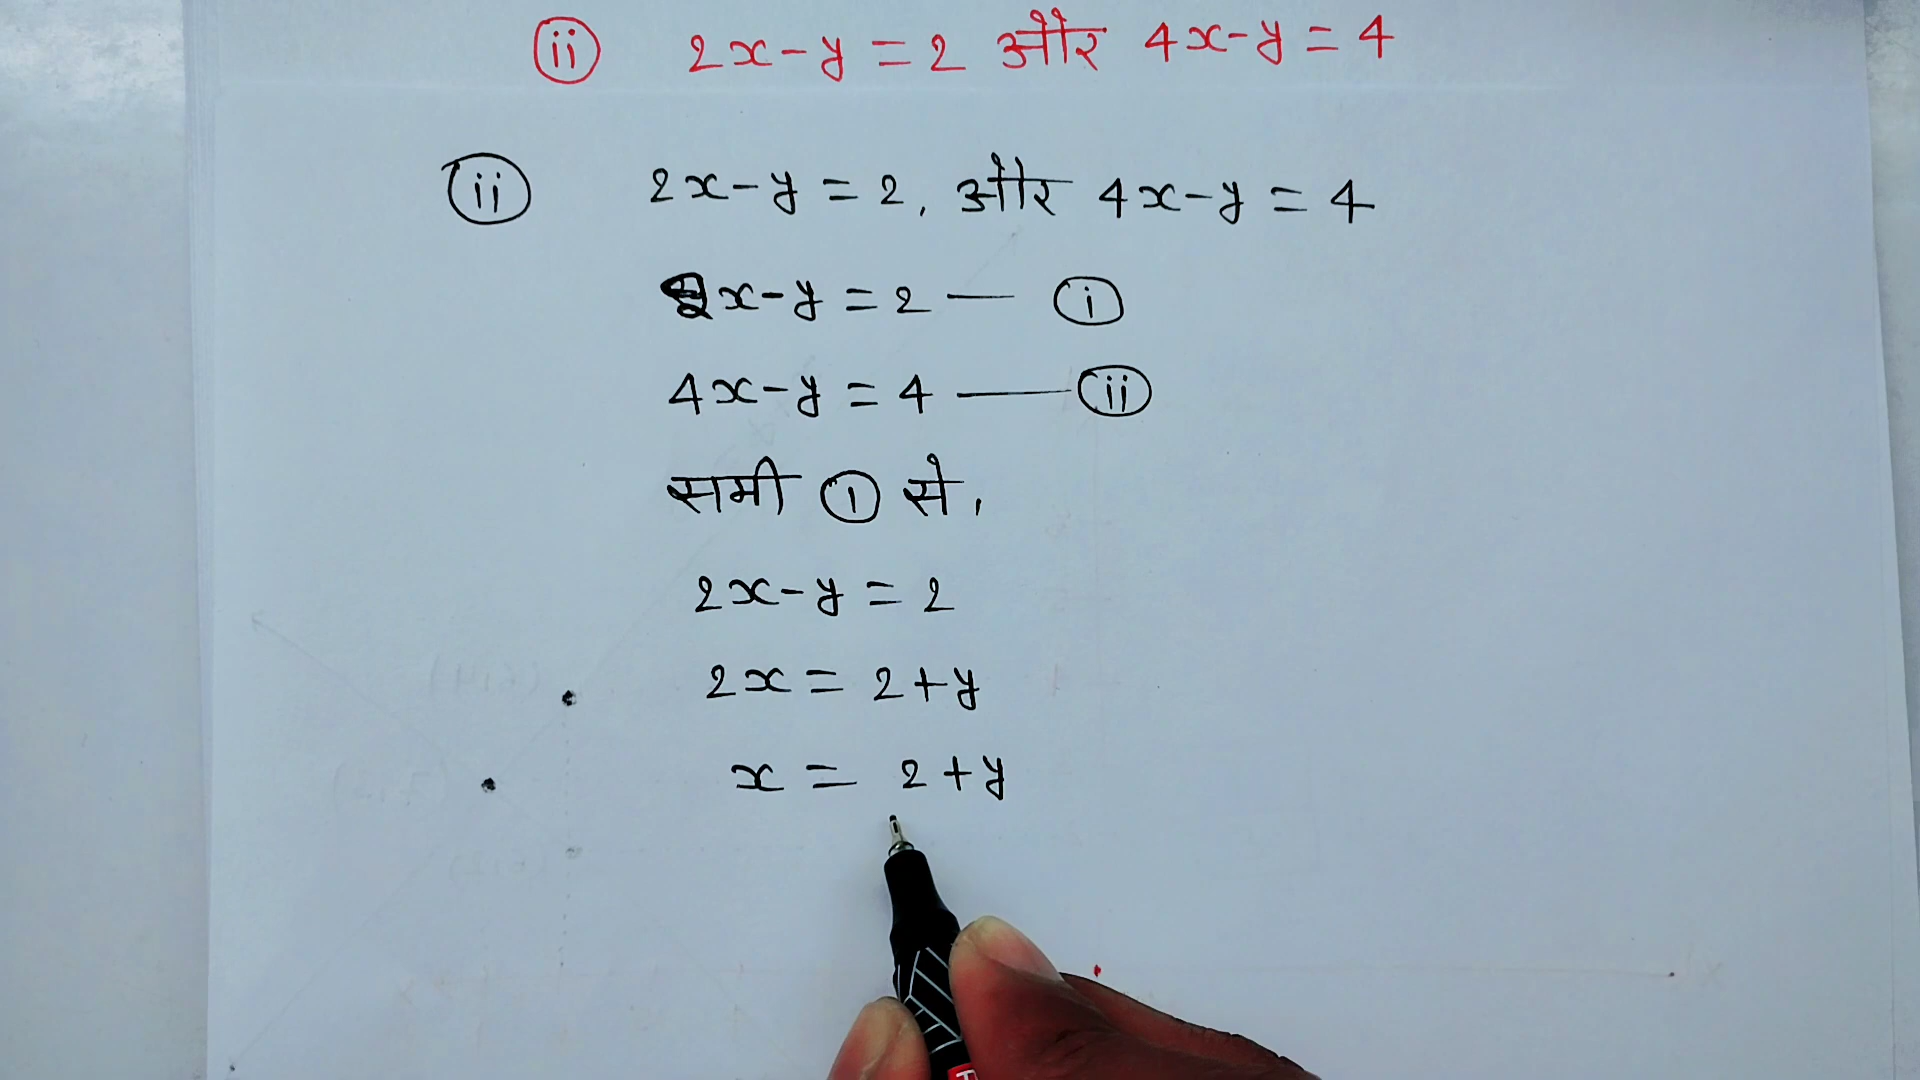 (ii) 2x-y=2 और 4x-y=4
(ii) 2x-y=2, और 4x-y=4
2x-y=2 — (i)
4x-y=4 — (ii)
समी (i) से,
2x-y=2
2x=2+y
x=2+y